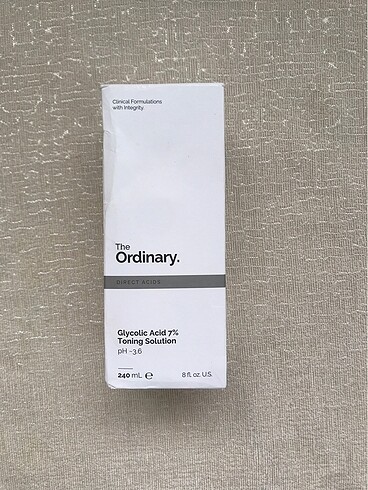 Clinical Formulations
with Integrity.
The
Ordinary.
DIRECT ACIDS
Glycolic Acid 7%
Toning Solution
pH ~3.6
240 mL ℮
8 fl. oz. U.S.